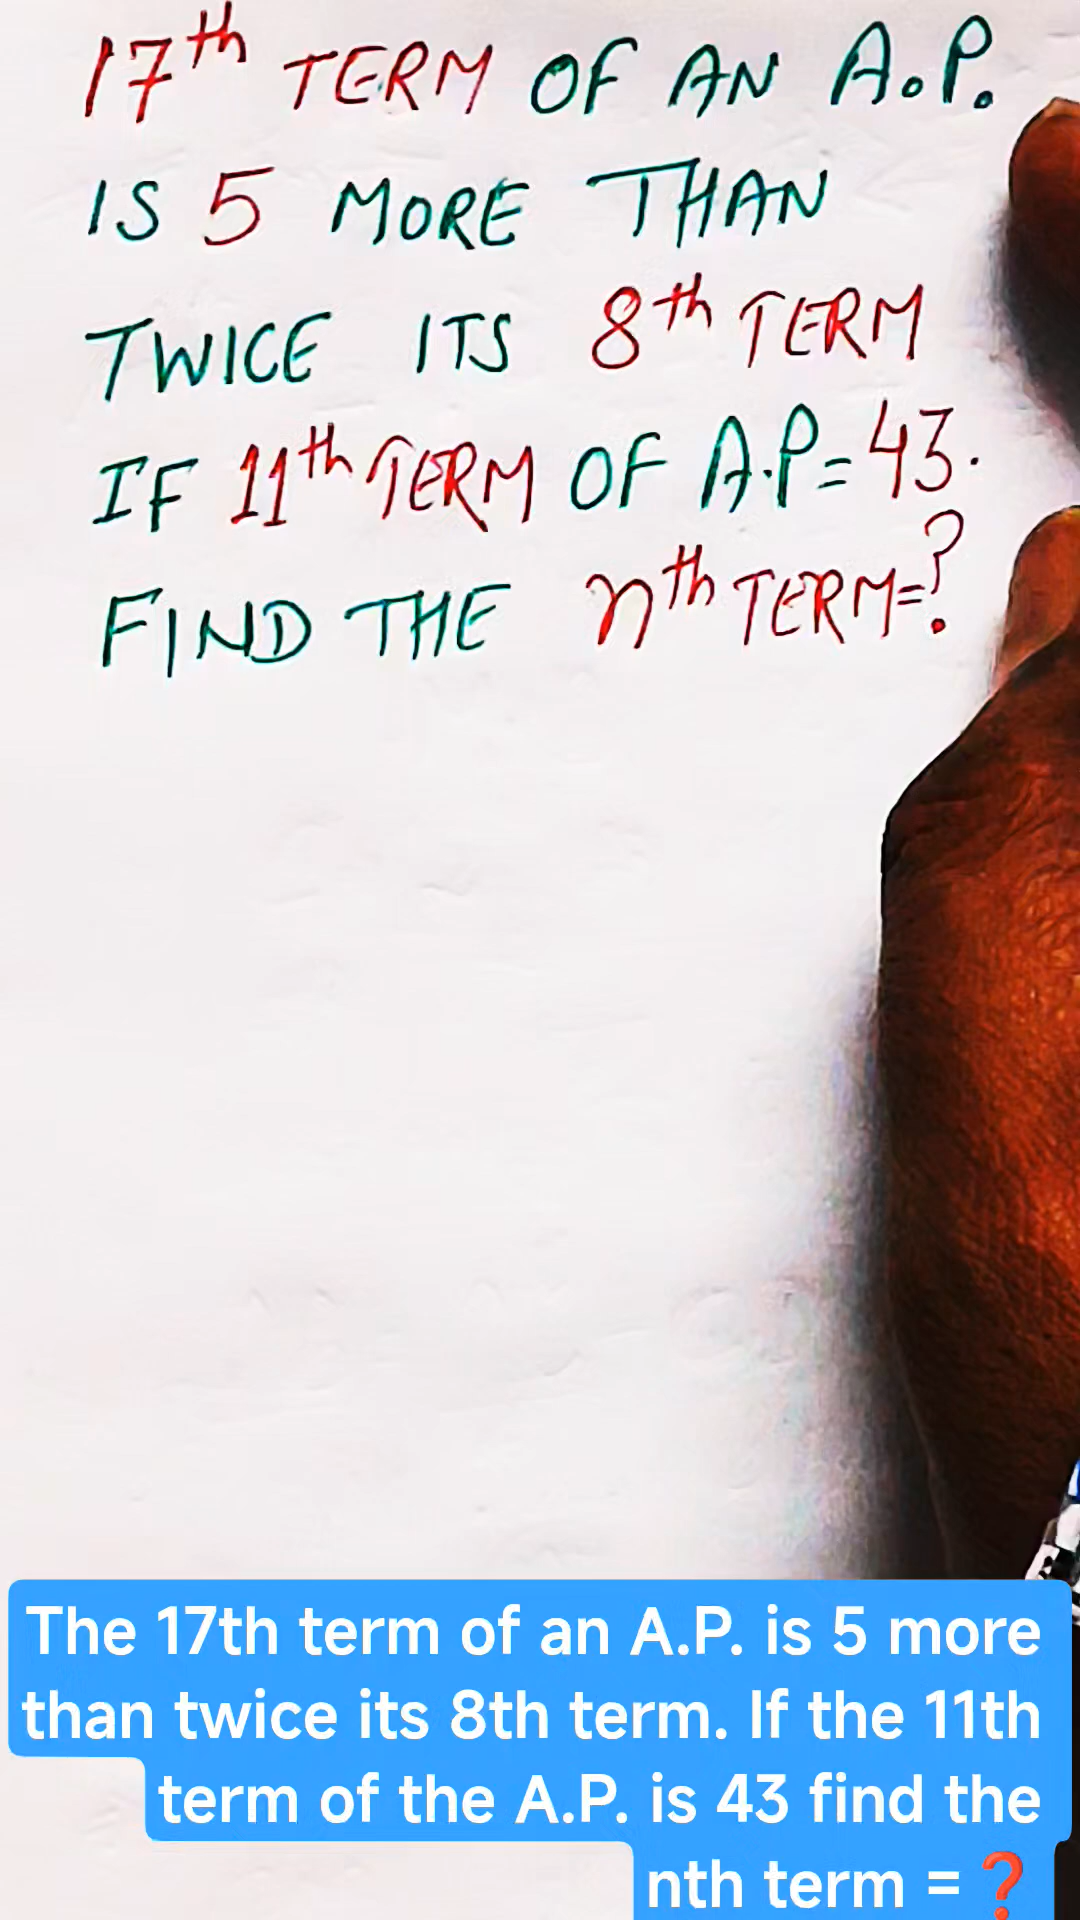 17th TERM OF AN A.P.
IS 5 MORE THAN
TWICE ITS 8th TERM
IF 11th TERM OF A.P=43.
FIND THE nth TERM=?
The 17th term of an A.P. is 5 more
than twice its 8th term. If the 11th
term of the A.P. is 43 find the
nth term = ❓